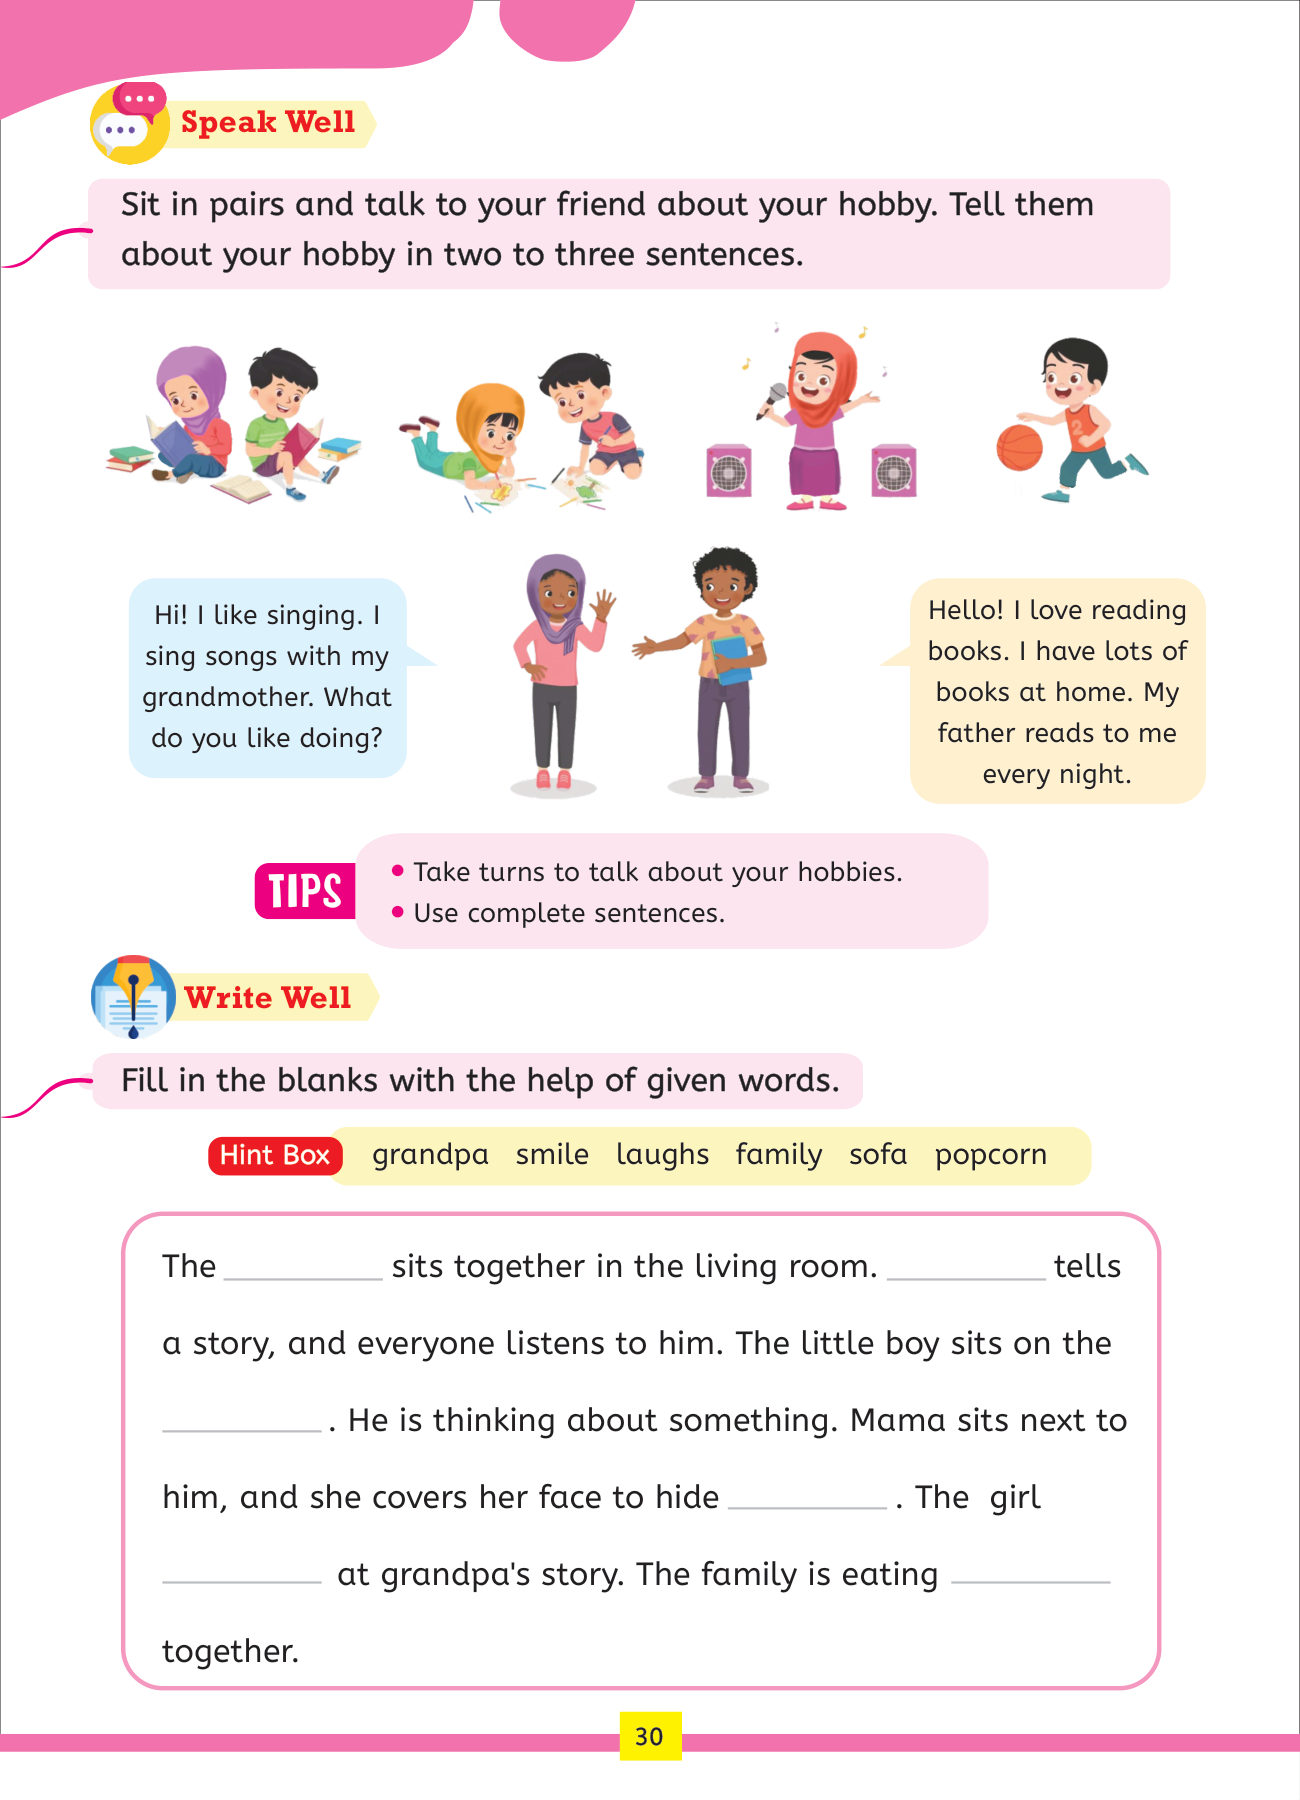 Speak Well
Sit in pairs and talk to your friend about your hobby. Tell them
about your hobby in two to three sentences.
2
Hi! I like singing. I
sing songs with my
grandmother. What
do you like doing?
Hello! I love reading
books. I have lots of
books at home. My
father reads to me
every night.
TIPS
• Take turns to talk about your hobbies.
• Use complete sentences.
Write Well
Fill in the blanks with the help of given words.
Hint Box grandpa smile laughs family sofa popcorn
The __________ sits together in the living room. __________ tells
a story, and everyone listens to him. The little boy sits on the
__________ . He is thinking about something. Mama sits next to
him, and she covers her face to hide __________ . The girl
__________ at grandpa's story. The family is eating __________
together.
30